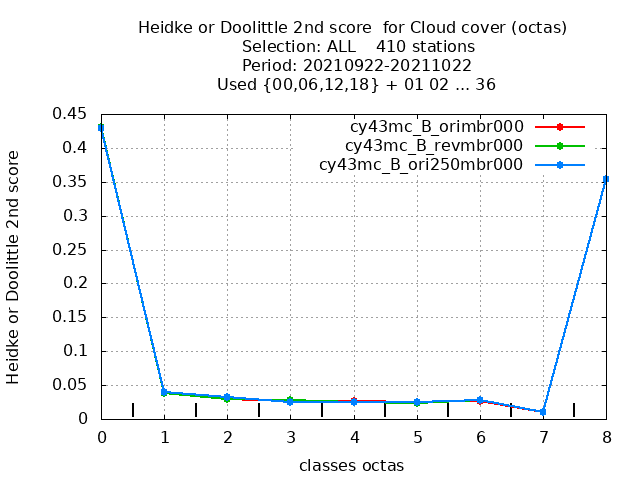 Heidke or Doolittle 2nd score  for Cloud cover (octas)
Selection: ALL    410 stations
Period: 20210922-20211022
Used {00,06,12,18} + 01 02 ... 36
cy43mc_B_orimbr000
cy43mc_B_revmbr000
cy43mc_B_ori250mbr000
Heidke or Doolittle 2nd score
0.45
0.4
0.35
0.3
0.25
0.2
0.15
0.1
0.05
0
0 1 2 3 4 5 6 7 8
classes octas